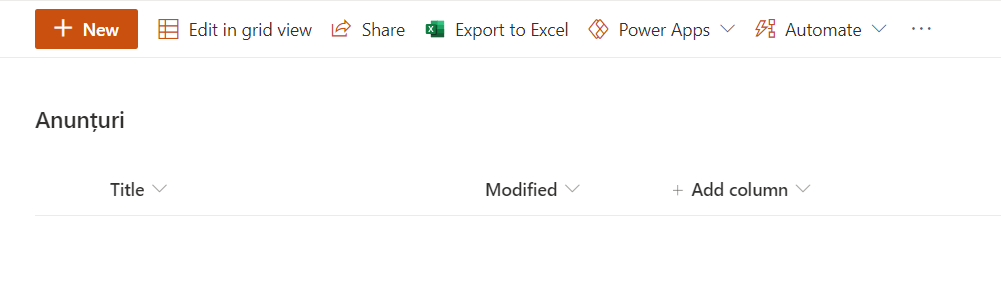 New Edit in grid view Share Export to Excel Power Apps Automate ...
Anunțuri
Title Modified + Add column